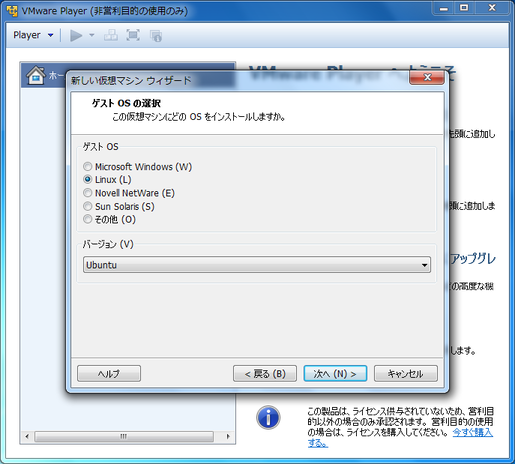 VMware Player (非営利目的の使用のみ)
Player
ホー
VMware Player へようこそ
新しい仮想マシン ウィザード
ゲスト OS の選択
この仮想マシンにどの OS をインストールしますか。
先頭に追加し
ゲスト OS
Microsoft Windows (W)
Linux (L)
Novell NetWare (E)
Sun Solaris (S)
頭に追加しま
その他 (O)
バージョン (V)
アップグレ
Ubuntu
の高度な機
します。
ヘルプ
< 戻る (B)
次へ (N) >
キャンセル
この製品は、ライセンス供与されていないため、営利目
的以外の場合のみ承認されます。営利目的の使用
の場合は、ライセンスを購入してください。 今すぐ購入
する。